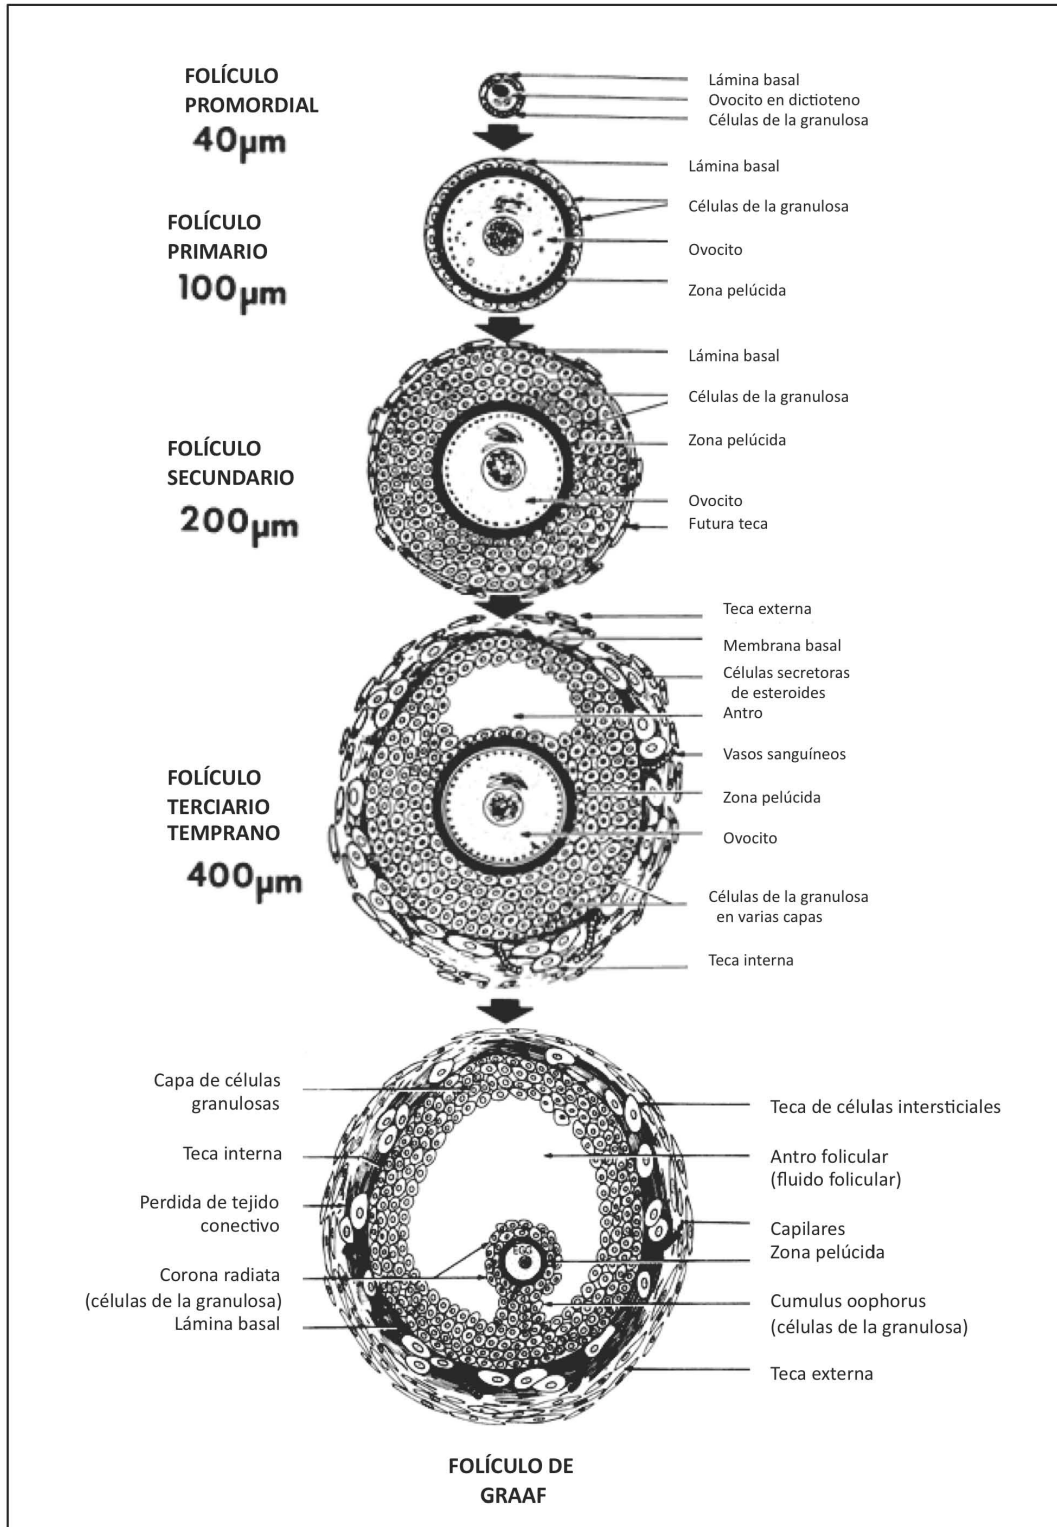 FOLÍCULO
PROMORDIAL
40µm
Lámina basal
Ovocito en dictioteno
Células de la granulosa
FOLÍCULO
PRIMARIO
100µm
Lámina basal
Células de la granulosa
Ovocito
Zona pelúcida
FOLÍCULO
SECUNDARIO
200µm
Lámina basal
Células de la granulosa
Zona pelúcida
Ovocito
Futura teca
FOLÍCULO
TERCIARIO
TEMPRANO
400µm
Teca externa
Membrana basal
Células secretoras
de esteroides
Antro
Vasos sanguíneos
Zona pelúcida
Ovocito
Células de la granulosa
en varias capas
Teca interna
Capa de células
granulosas
Teca interna
Perdida de tejido
conectivo
Corona radiata
(células de la granulosa)
Lámina basal
EGG
Teca de células intersticiales
Antro folicular
(fluido folicular)
Capilares
Zona pelúcida
Cumulus oophorus
(células de la granulosa)
Teca externa
FOLÍCULO DE
GRAAF